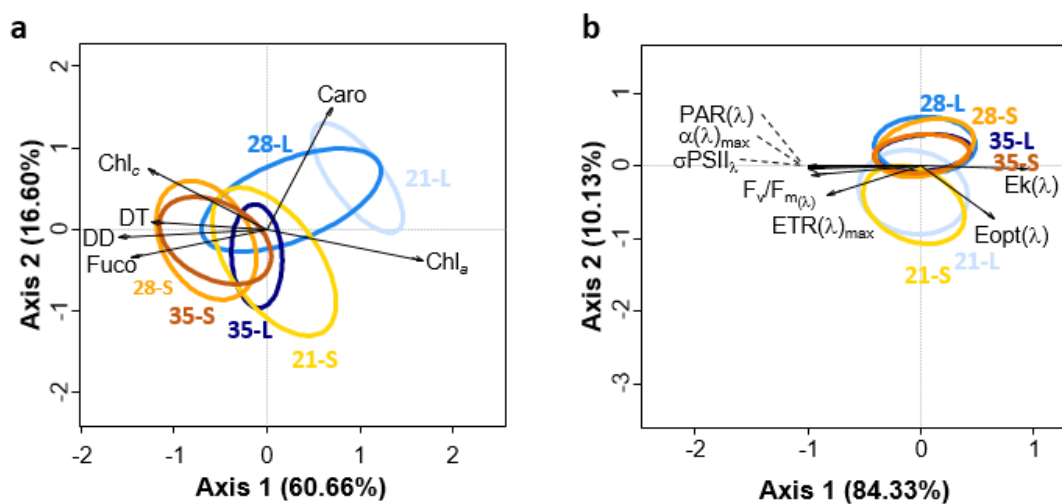 a
Axis 2 (16.60%)
2
1
0
-1
-2
Caro
28-L
21-L
Chlc
DT
DD
Fuco
Chla
28-S
35-S
35-L
21-S
-2
-1
0
1
2
Axis 1 (60.66%)
b
Axis 2 (10.13%)
1
0
-1
-2
-3
28-L
28-S
35-L
35-S
PAR(λ)
α(λ)max
σPSIIλ
Fv/Fm(λ)
ETR(λ)max
Ek(λ)
Eopt(λ)
21-L
21-S
-2
-1
0
1
Axis 1 (84.33%)